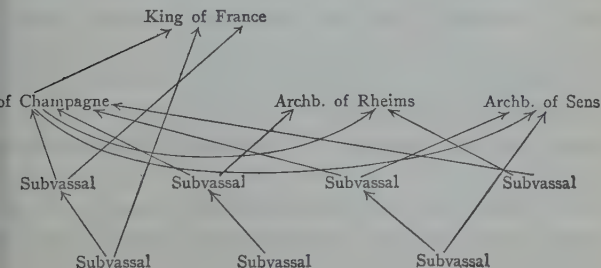 King of France
of Champagne Archb. of Rheims Archb. of Sens
Subvassal Subvassal Subvassal Subvassal
Subvassal Subvassal Subvassal